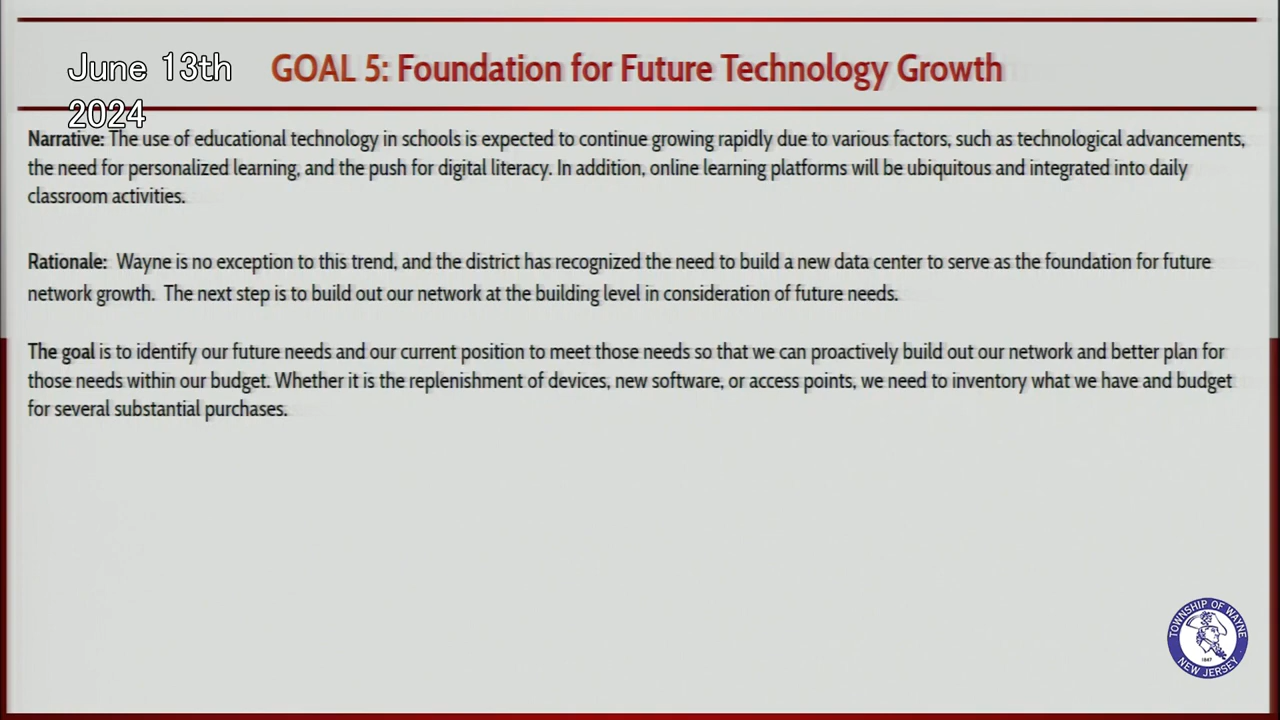 June 13th
2024
GOAL 5: Foundation for Future Technology Growth
Narrative: The use of educational technology in schools is expected to continue growing rapidly due to various factors, such as technological advancements,
the need for personalized learning, and the push for digital literacy. In addition, online learning platforms will be ubiquitous and integrated into daily
classroom activities.
Rationale: Wayne is no exception to this trend, and the district has recognized the need to build a new data center to serve as the foundation for future
network growth. The next step is to build out our network at the building level in consideration of future needs.
The goal is to identify our future needs and our current position to meet those needs so that we can proactively build out our network and better plan for
those needs within our budget. Whether it is the replenishment of devices, new software, or access points, we need to inventory what we have and budget
for several substantial purchases.
TOWNSHIP OF WAYNE
1847
NEW JERSEY